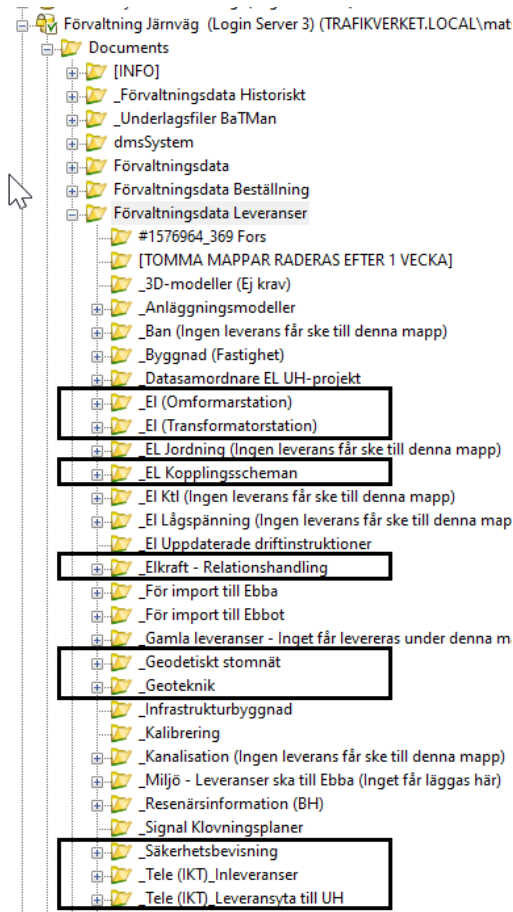 Förvaltning Järnväg (Login Server 3) (TRAFIKVERKET.LOCAL\mat
Documents
[INFO]
_Förvaltningsdata Historiskt
_Underlagsfiler BaTMan
dmsSystem
Förvaltningsdata
Förvaltningsdata Beställning
Förvaltningsdata Leveranser
#1576964_369 Fors
[TOMMA MAPPAR RADERAS EFTER 1 VECKA]
_3D-modeller (Ej krav)
_Anläggningsmodeller
_Ban (Ingen leverans får ske till denna mapp)
_Byggnad (Fastighet)
_Datasamordnare EL UH-projekt
_El (Omformarstation)
_El (Transformatorstation)
_EL Jordning (Ingen leverans får ske till denna mapp)
_EL Kopplingsscheman
_El Ktl (Ingen leverans får ske till denna mapp)
_El Lågspänning (Ingen leverans får ske till denna map
_El Uppdaterade driftinstruktioner
_Elkraft - Relationshandling
_För import till Ebba
_För import till Ebbot
_Gamla leveranser - Inget får levereras under denna m
_Geodetiskt stomnät
_Geoteknik
_Infrastrukturbyggnad
_Kalibrering
_Kanalisation (Ingen leverans får ske till denna mapp)
_Miljö - Leveranser ska till Ebba (Inget får läggas här)
_Resenärsinformation (BH)
_Signal Klovningsplaner
_Säkerhetsbevisning
_Tele (IKT)_Inleveranser
_Tele (IKT)_Leveransyta till UH